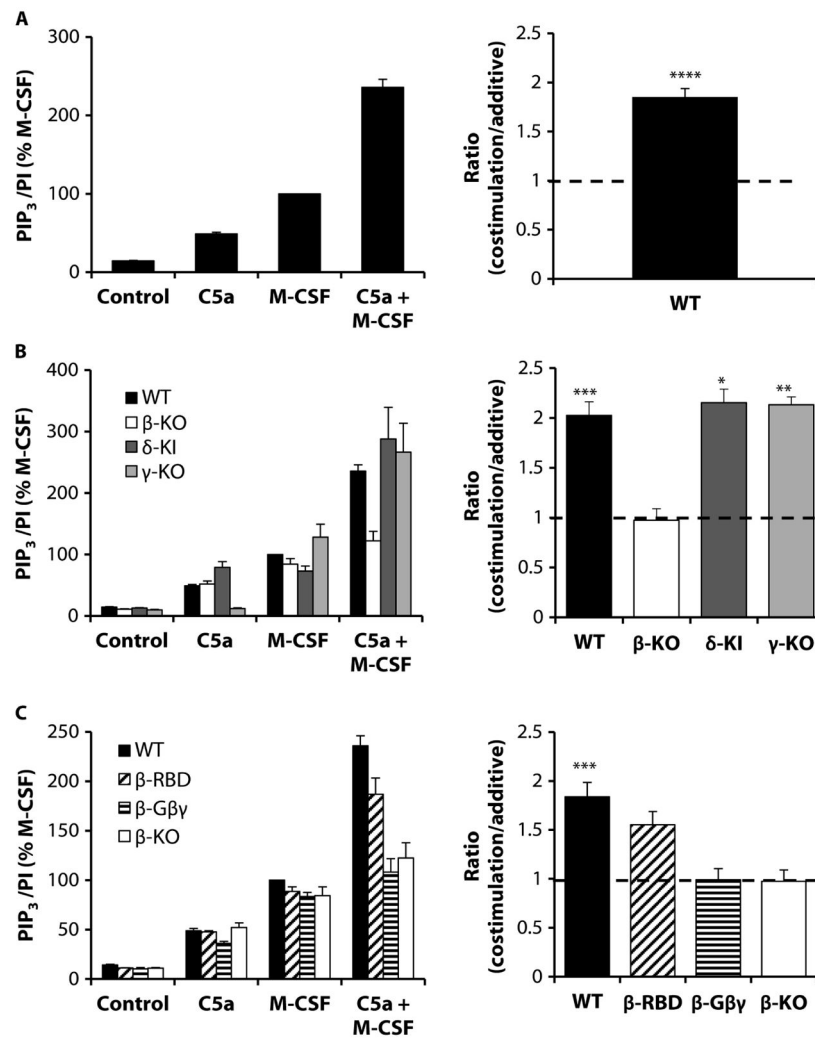 A
PIP₃ /PI (% M-CSF)
300
200
100
0
Control
C5a
M-CSF
C5a +
M-CSF
Ratio
(costimulation/additive)
2.5
2
1.5
1
0.5
0
****
WT
B
PIP₃ /PI (% M-CSF)
400
300
200
100
0
WT
β-KO
δ-KI
γ-KO
Control
C5a
M-CSF
C5a +
M-CSF
Ratio
(costimulation/additive)
2.5
2
1.5
1
0.5
0
***
*
**
WT
β-KO
δ-KI
γ-KO
C
PIP₃ /PI (% M-CSF)
250
200
150
100
50
0
WT
β-RBD
β-Gβγ
β-KO
Control
C5a
M-CSF
C5a +
M-CSF
Ratio
(costimulation/additive)
2.5
2
1.5
1
0.5
0
***
WT
β-RBD
β-Gβγ
β-KO